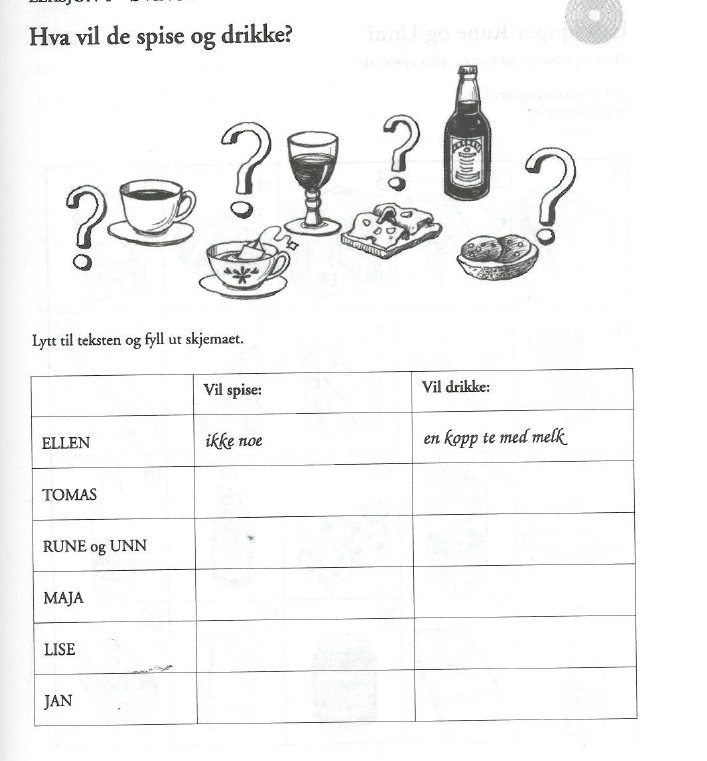 Hva vil de spise og drikke?
Lytt til teksten og fyll ut skjemaet.
Vil spise: Vil drikke:
ELLEN ikke noe en kopp te med melk
TOMAS
RUNE og UNN
MAJA
LISE
JAN